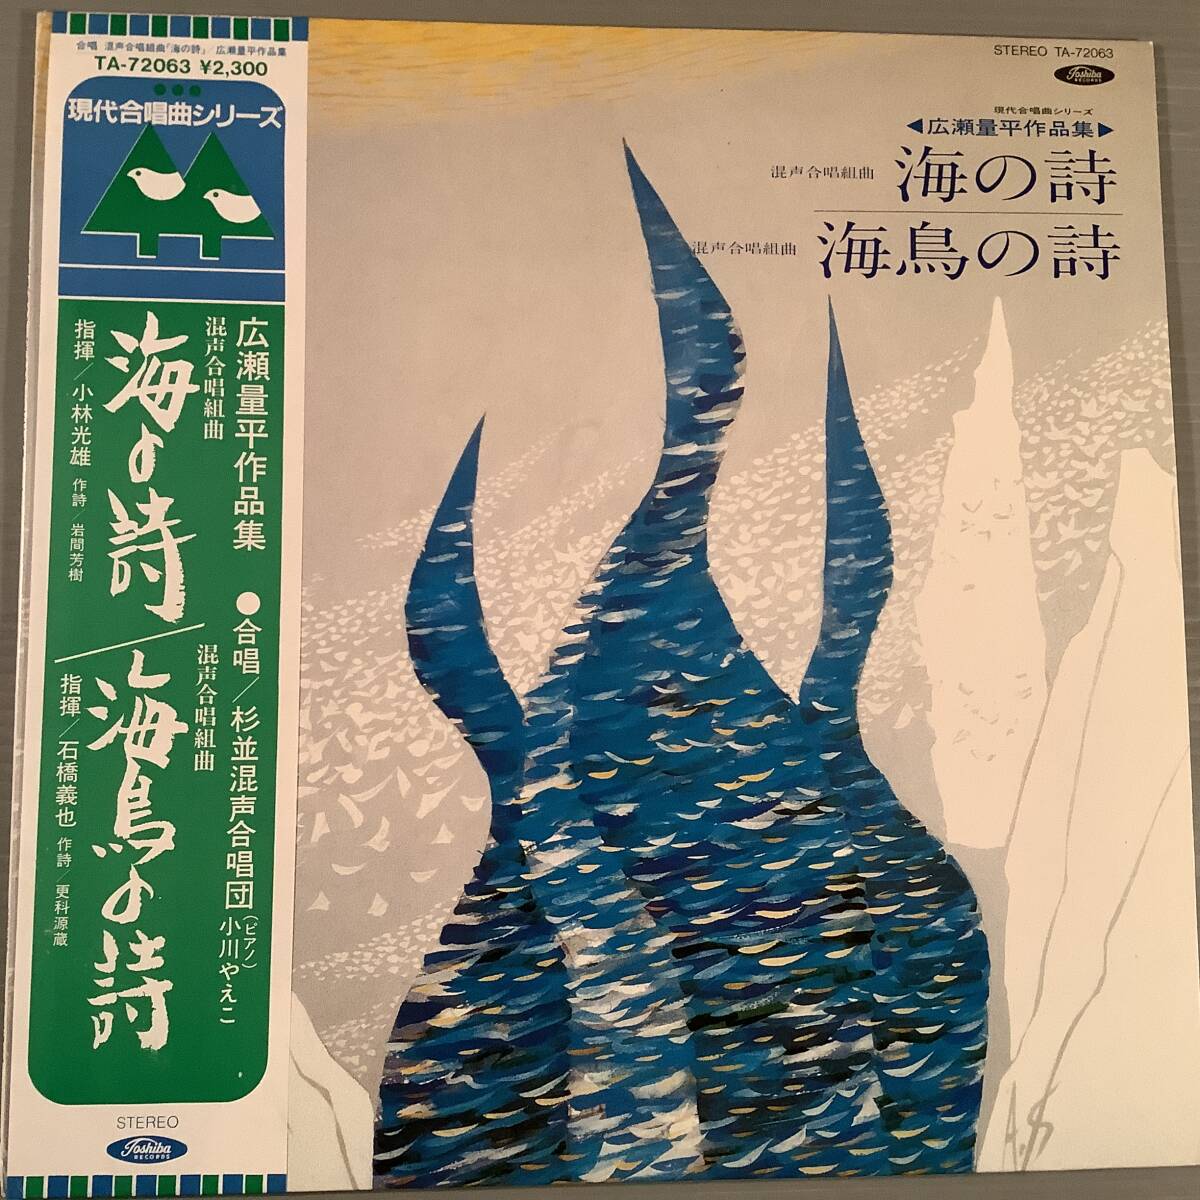 合唱 混声合唱組曲「海の詩」/広瀬量平作品集
TA-72063 ¥2,300
現代合唱曲シリーズ
広瀬量平作品集
混声合唱組曲
海の詩
指揮/小林光雄 作詩 岩間芳樹
●合唱/杉並混声合唱団 (ピアノ)小川やえこ
混声合唱組曲
/海鳥の詩
指揮/石橋義也 作詩/更科源蔵
STEREO
Toshiba
RECORDS
STEREO TA-72063
Toshiba
RECORDS
現代合唱曲シリーズ
◀広瀬量平作品集▶
混声合唱組曲 海の詩
混声合唱組曲 海鳥の詩
A.S